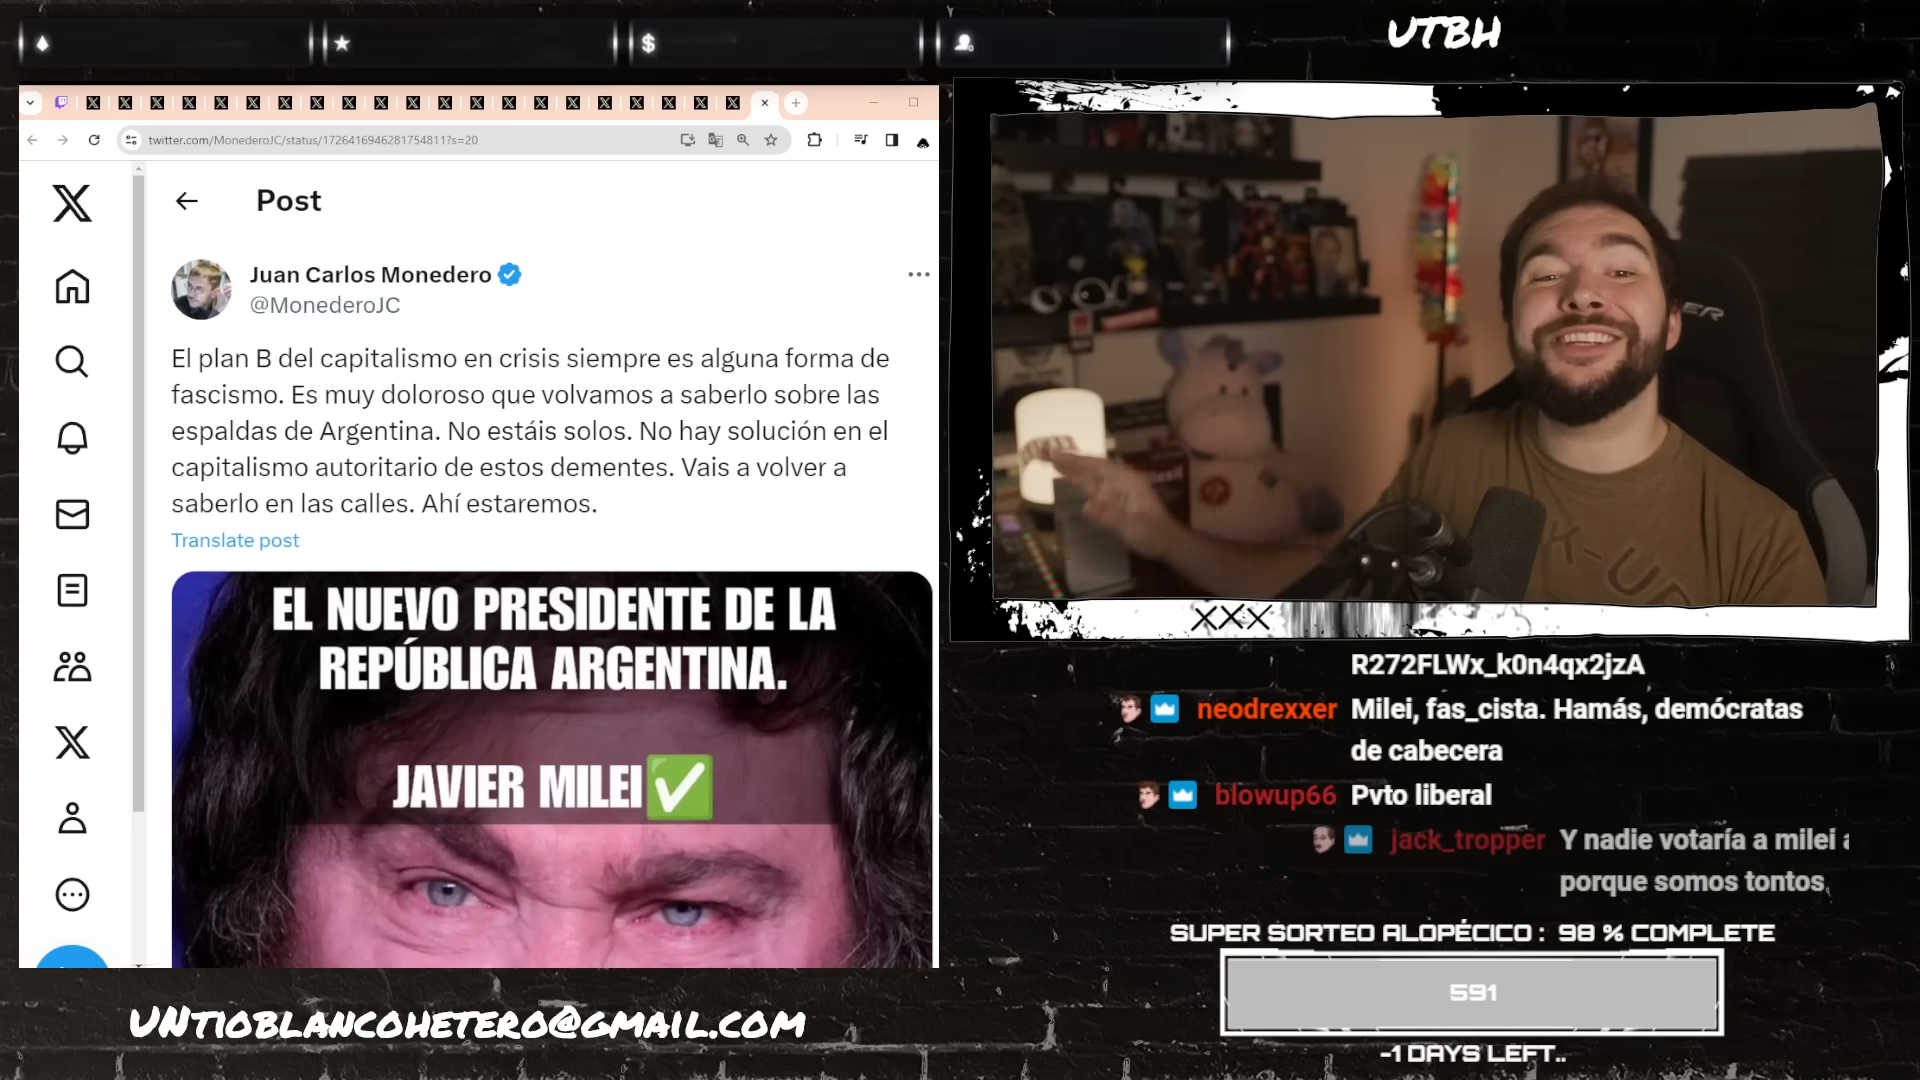 UTBH
twitter.com/MonederoJC/status/1726416946281754811?s=20
Post
Juan Carlos Monedero
@MonederoJC
El plan B del capitalismo en crisis siempre es alguna forma de
fascismo. Es muy doloroso que volvamos a saberlo sobre las
espaldas de Argentina. No estáis solos. No hay solución en el
capitalismo autoritario de estos dementes. Vais a volver a
saberlo en las calles. Ahí estaremos.
Translate post
EL NUEVO PRESIDENTE DE LA
REPÚBLICA ARGENTINA.
JAVIER MILEI
XXX
R272FLWx_k0n4qx2jzA
neodrexxer Milei, fas_cista. Hamás, demócratas
de cabecera
blowup66 Pvto liberal
jack_tropper Y nadie votaría a milei
porque somos tontos
SUPER SORTEO ALOPÉCICO : 98 % COMPLETE
591
-1 DAYS LEFT..
UNTIOBLANCOHETERO@GMAIL.COM